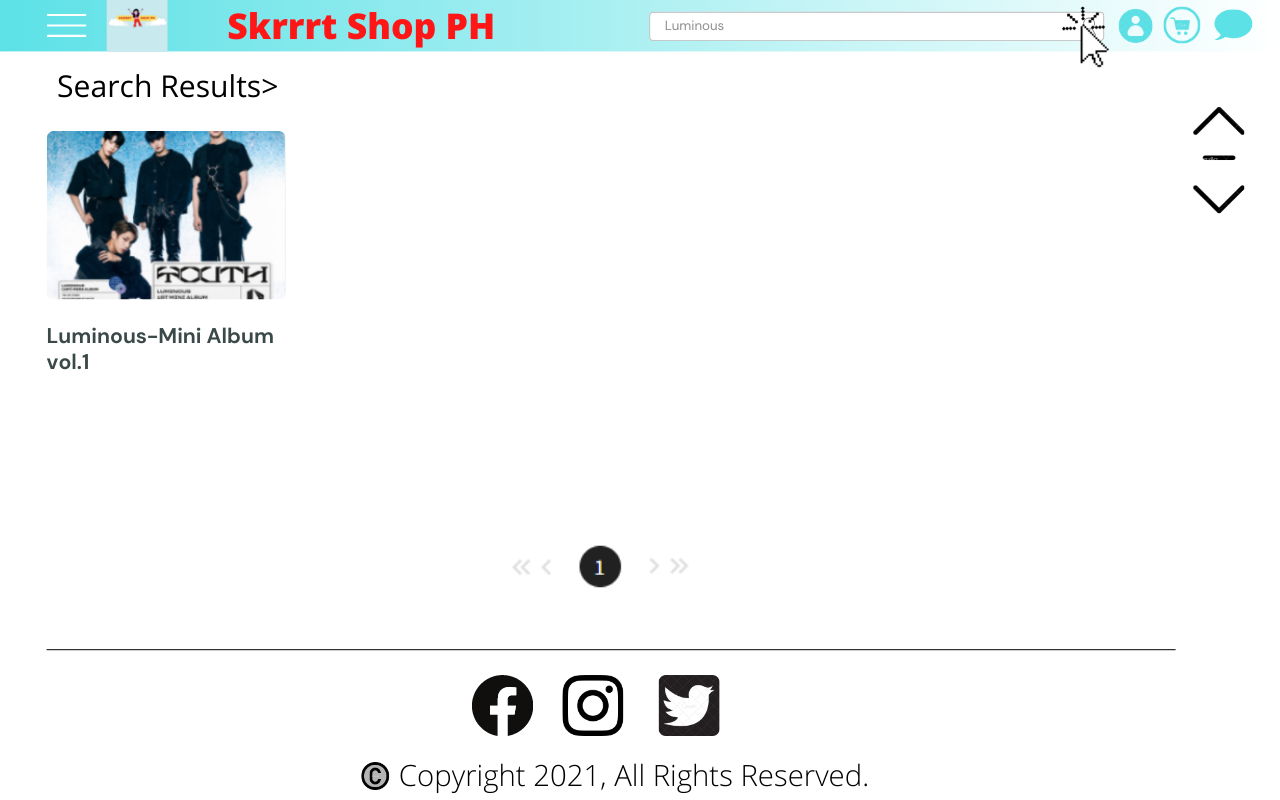 Skrrrt Shop PH
Luminous
Search Results>
YOUTH
LUMINOUS
1ST MINI ALBUM
Luminous-Mini Album
vol.1
1
© Copyright 2021, All Rights Reserved.